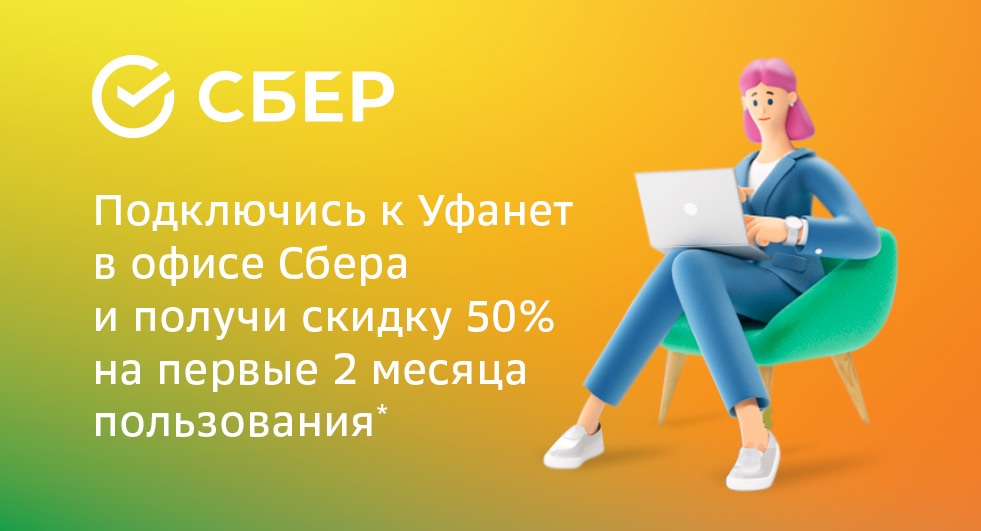 СБЕР
Подключись к Уфанет
в офисе Сбера
и получи скидку 50%
на первые 2 месяца
пользования*